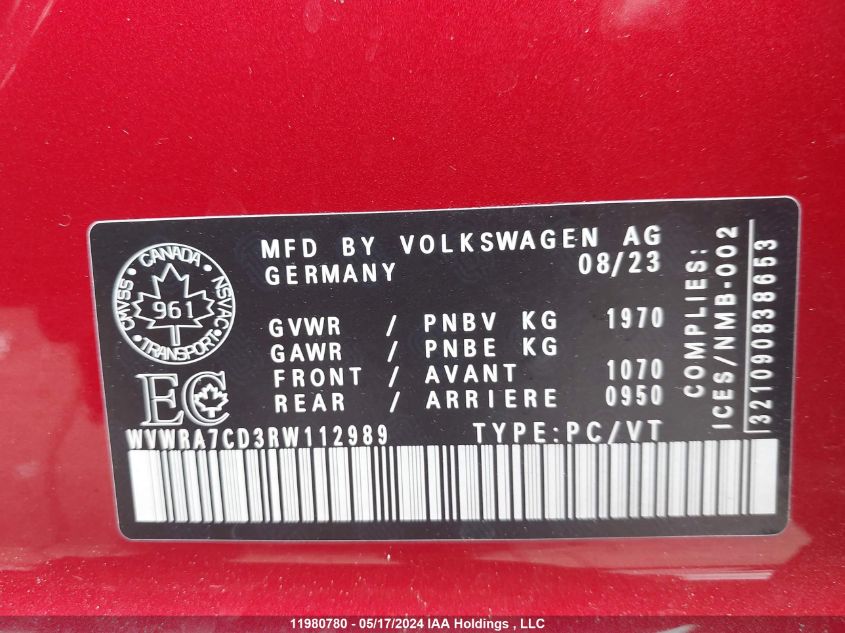 CANADA
CMVSS NSVAC
961
TRANSPORT
EC
MFD BY VOLKSWAGEN AG
GERMANY 08/23
GVWR / PNBV KG 1970
GAWR / PNBE KG
FRONT / AVANT 1070
REAR / ARRIERE 0950
WVWRA7CD3RW112989 TYPE:PC/VT
COMPLIES:
ICES/NMB-002
321090838653
11980780 - 05/17/2024 IAA Holdings , LLC